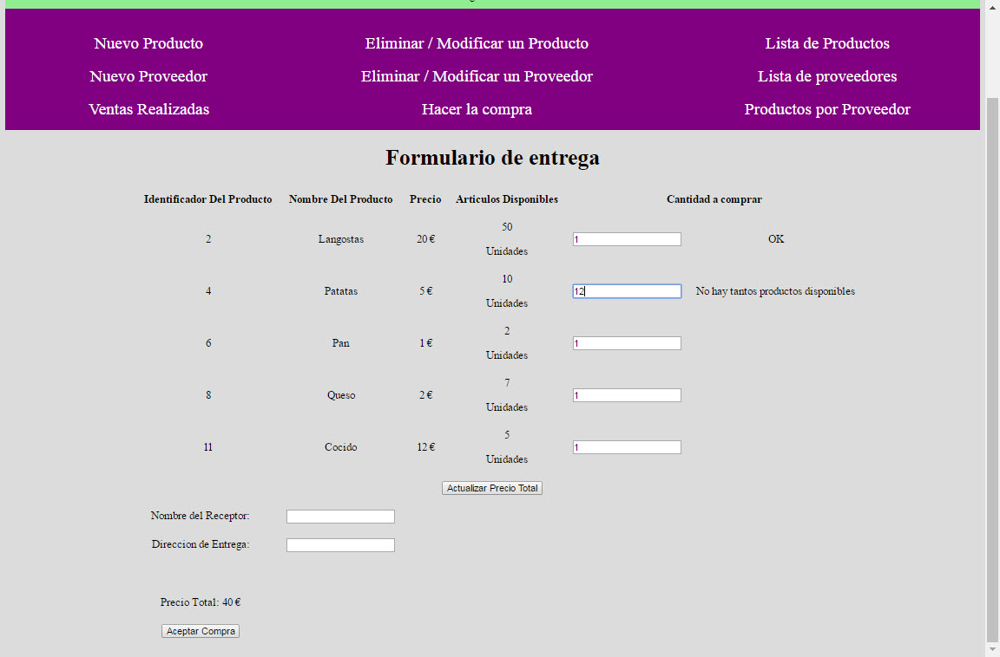 Nuevo Producto Eliminar / Modificar un Producto Lista de Productos
Nuevo Proveedor Eliminar / Modificar un Proveedor Lista de proveedores
Ventas Realizadas Hacer la compra Productos por Proveedor
Formulario de entrega
Identificador Del Producto Nombre Del Producto Precio Articulos Disponibles Cantidad a comprar
2 Langostas 20 € 50 Unidades 1 OK
4 Patatas 5 € 10 Unidades 12 No hay tantos productos disponibles
6 Pan 1 € 2 Unidades 1
8 Queso 2 € 7 Unidades 1
11 Cocido 12 € 5 Unidades 1
Actualizar Precio Total
Nombre del Receptor:
Direccion de Entrega:
Precio Total: 40 €
Aceptar Compra